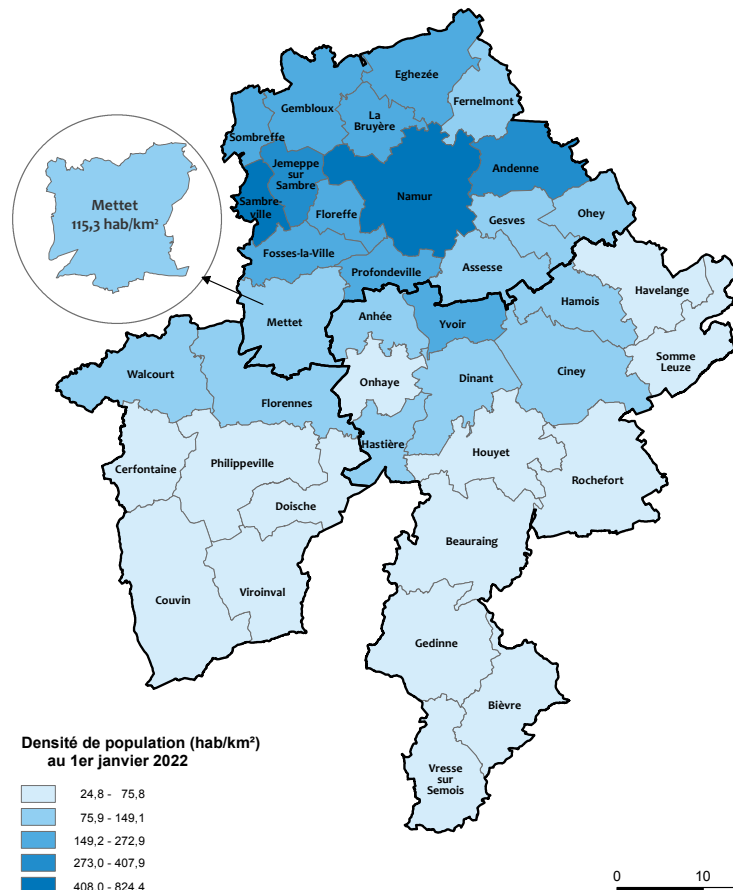 Eghezée
Fernelmont
Gembloux
La
Bruyère
Sombreffe
Jemeppe
sur
Sambre
Andenne
Namur
Sambre-
ville
Floreffe
Mettet
115,3 hab/km²
Gesves
Ohey
Fosses-la-Ville
Profondeville
Assesse
Havelange
Hamois
Mettet
Anhée
Yvoir
Somme
Leuze
Walcourt
Onhaye
Dinant
Ciney
Florennes
Hastière
Houyet
Cerfontaine
Philippeville
Rochefort
Doische
Beauraing
Couvin
Viroinval
Gedinne
Bièvre
Vresse
sur
Semois
Densité de population (hab/km²)
au 1er janvier 2022
24,8 - 75,8
75,9 - 149,1
149,2 - 272,9
273,0 - 407,9
408,0 - 824,4
0 10